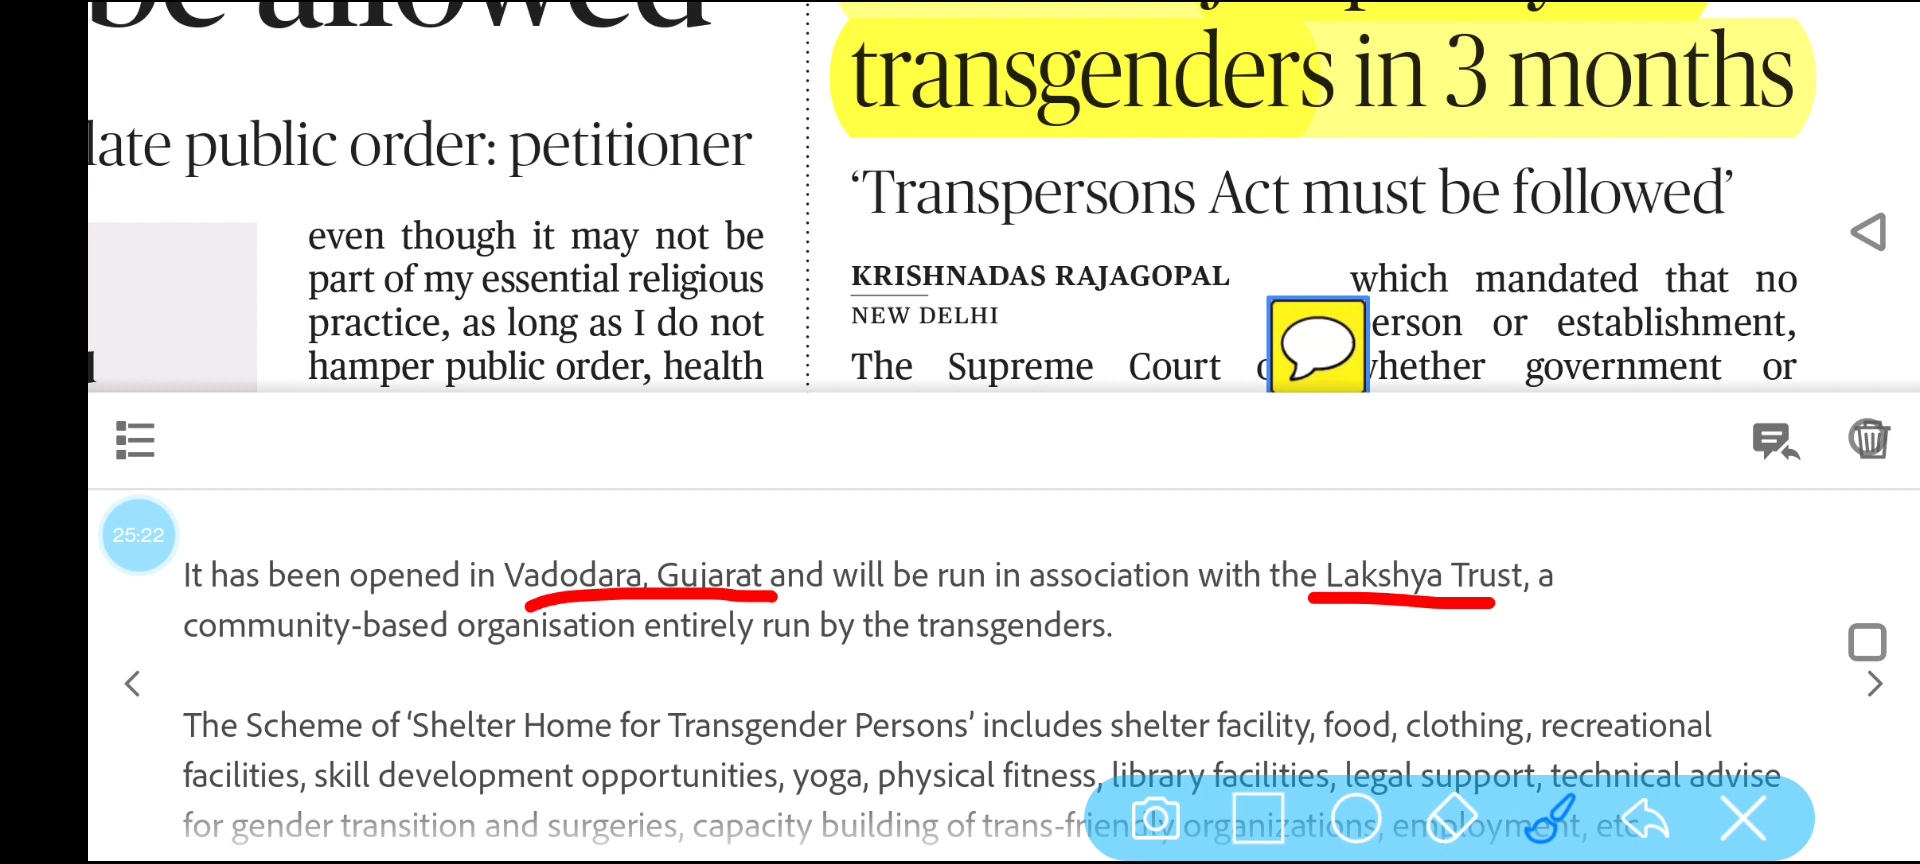 be allowed
late public order: petitioner
even though it may not be
part of my essential religious
practice, as long as I do not
hamper public order, health
transgenders in 3 months
‘Transpersons Act must be followed’
KRISHNADAS RAJAGOPAL
NEW DELHI
The Supreme Court
which mandated that no
erson or establishment,
hether government or
25:22
It has been opened in Vadodara, Gujarat and will be run in association with the Lakshya Trust, a
community-based organisation entirely run by the transgenders.
The Scheme of ‘Shelter Home for Transgender Persons’ includes shelter facility, food, clothing, recreational
facilities, skill development opportunities, yoga, physical fitness, library facilities, legal support, technical advise
for gender transition and surgeries, capacity building of trans-friendly organizations, employment, etc